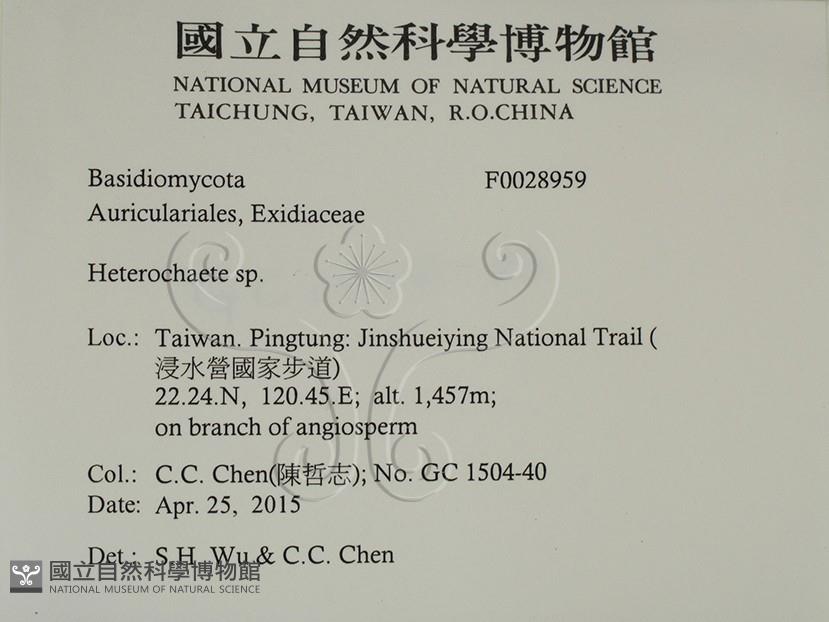 國立自然科學博物館
NATIONAL MUSEUM OF NATURAL SCIENCE
TAICHUNG, TAIWAN, R.O.CHINA
Basidiomycota F0028959
Auriculariales, Exidiaceae
Heterochaete sp.
Loc.: Taiwan. Pingtung: Jinshueiying National Trail (
浸水營國家步道)
22.24.N, 120.45.E; alt. 1,457m;
on branch of angiosperm
Col.: C.C. Chen(陳哲志); No. GC 1504-40
Date: Apr. 25, 2015
Det.: S.H. Wu & C.C. Chen
國立自然科學博物館
NATIONAL MUSEUM OF NATURAL SCIENCE